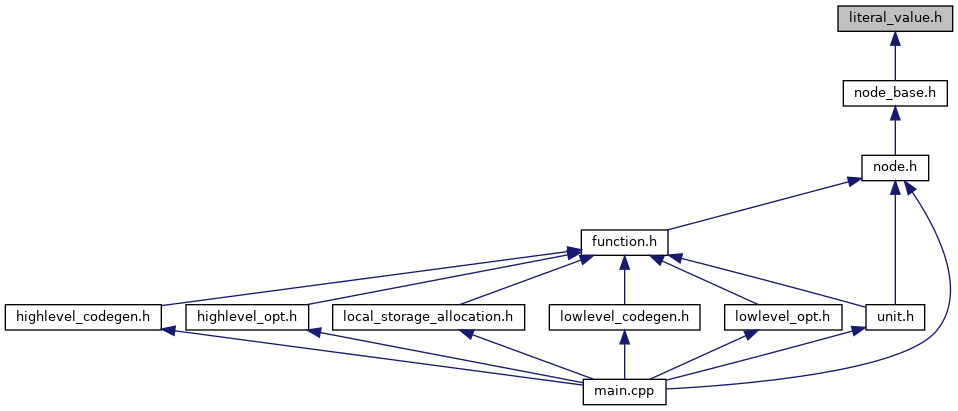 literal_value.h
node_base.h
node.h
function.h
highlevel_codegen.h
highlevel_opt.h
local_storage_allocation.h
lowlevel_codegen.h
lowlevel_opt.h
unit.h
main.cpp